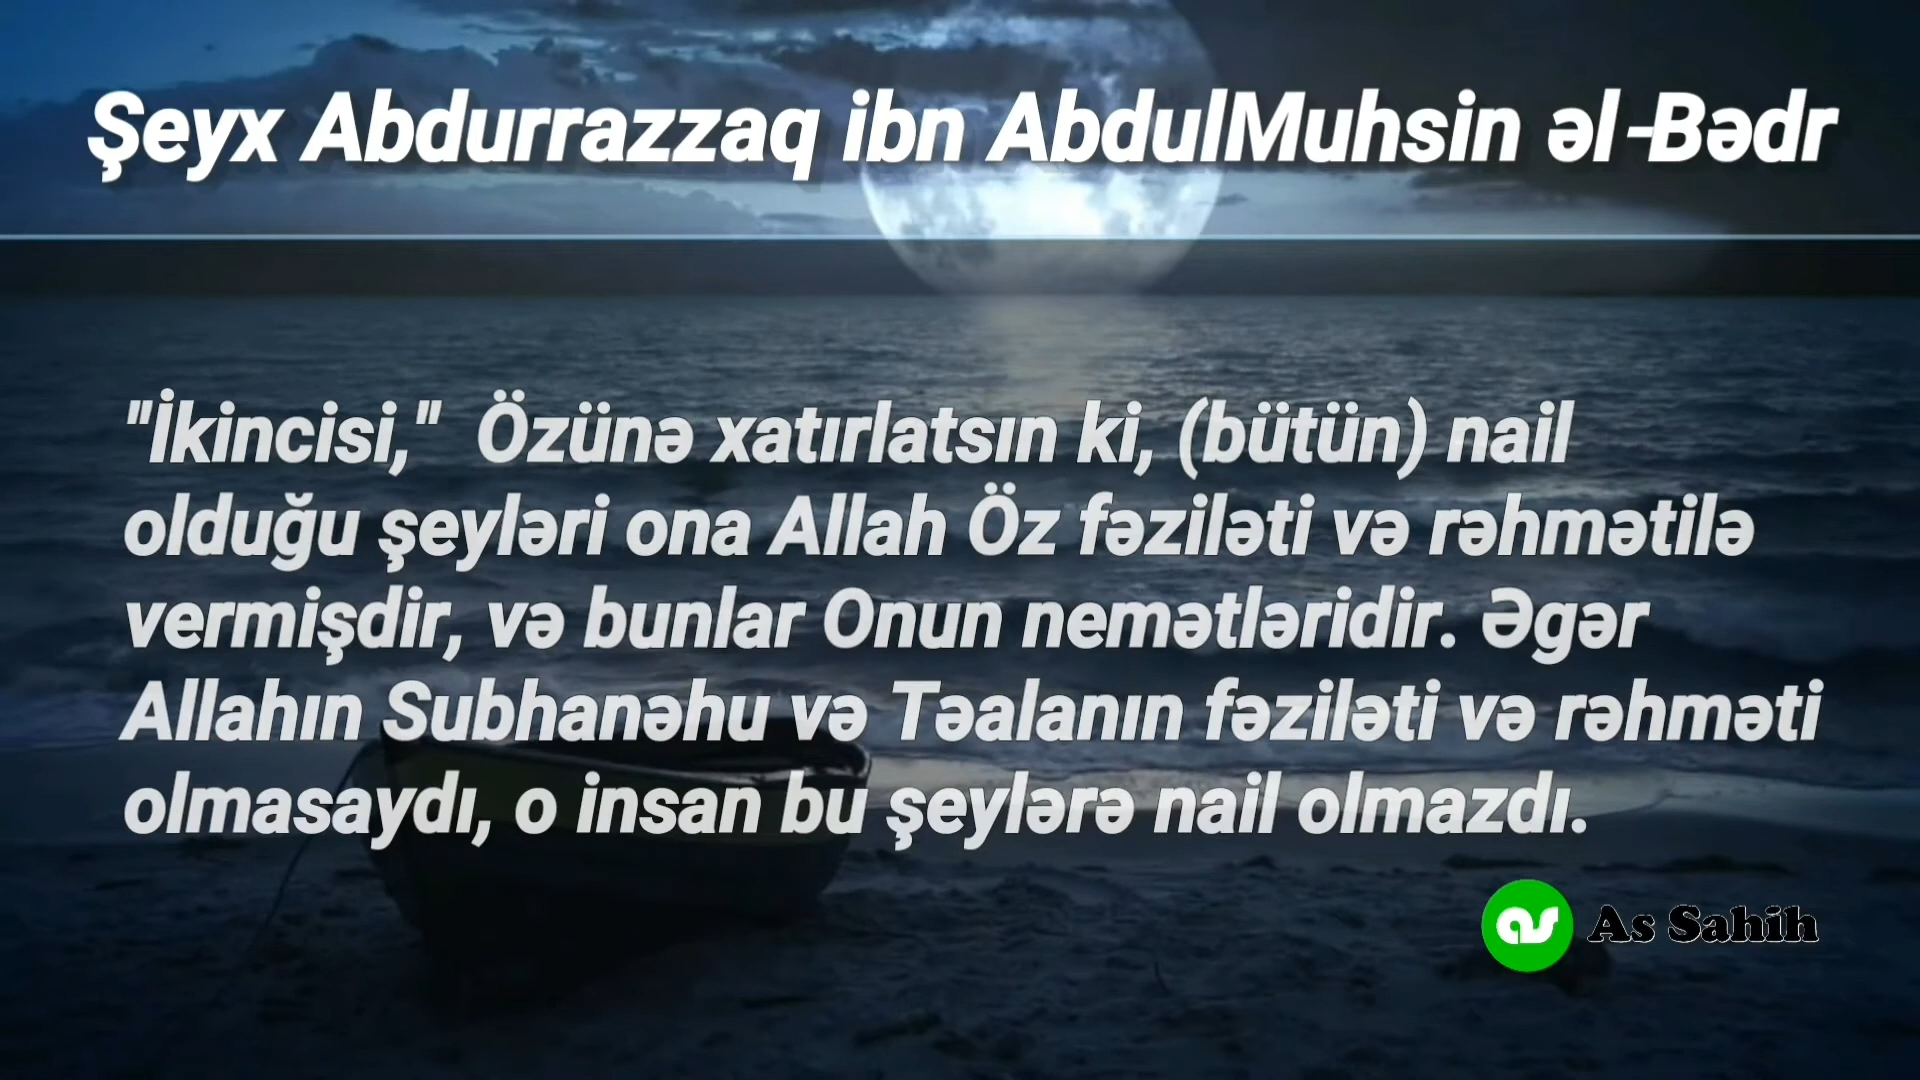 Şeyx Abdurrazzaq ibn AbdulMuhsin əl-Bədr
"İkincisi," Özünə xatırlatsın ki, (bütün) nail
olduğu şeyləri ona Allah Öz fəziləti və rəhmətilə
vermişdir, və bunlar Onun nemətləridir. Əgər
Allahın Subhanəhu və Təalanın fəziləti və rəhməti
olmasaydı, o insan bu şeylərə nail olmazdı.
as As Sahih